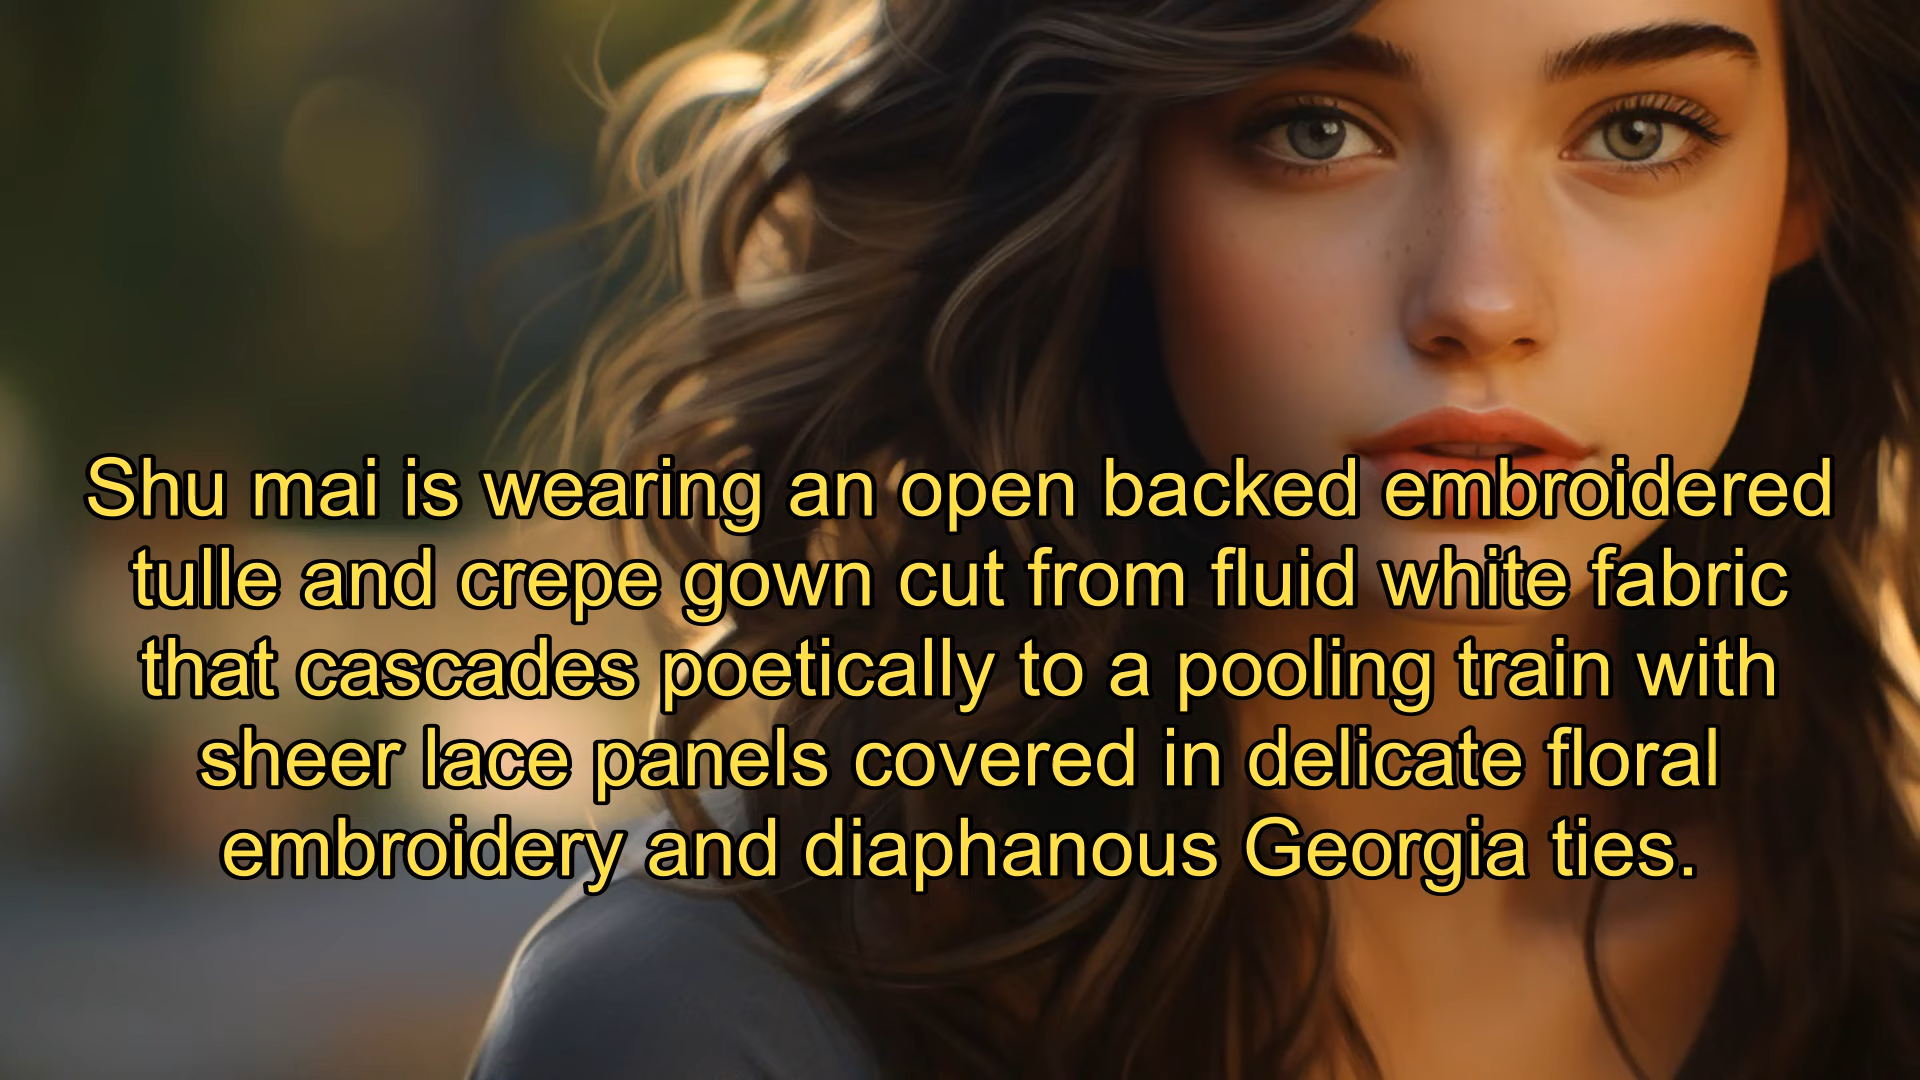 Shu mai is wearing an open backed embroidered
tulle and crepe gown cut from fluid white fabric
that cascades poetically to a pooling train with
sheer lace panels covered in delicate floral
embroidery and diaphanous Georgia ties.